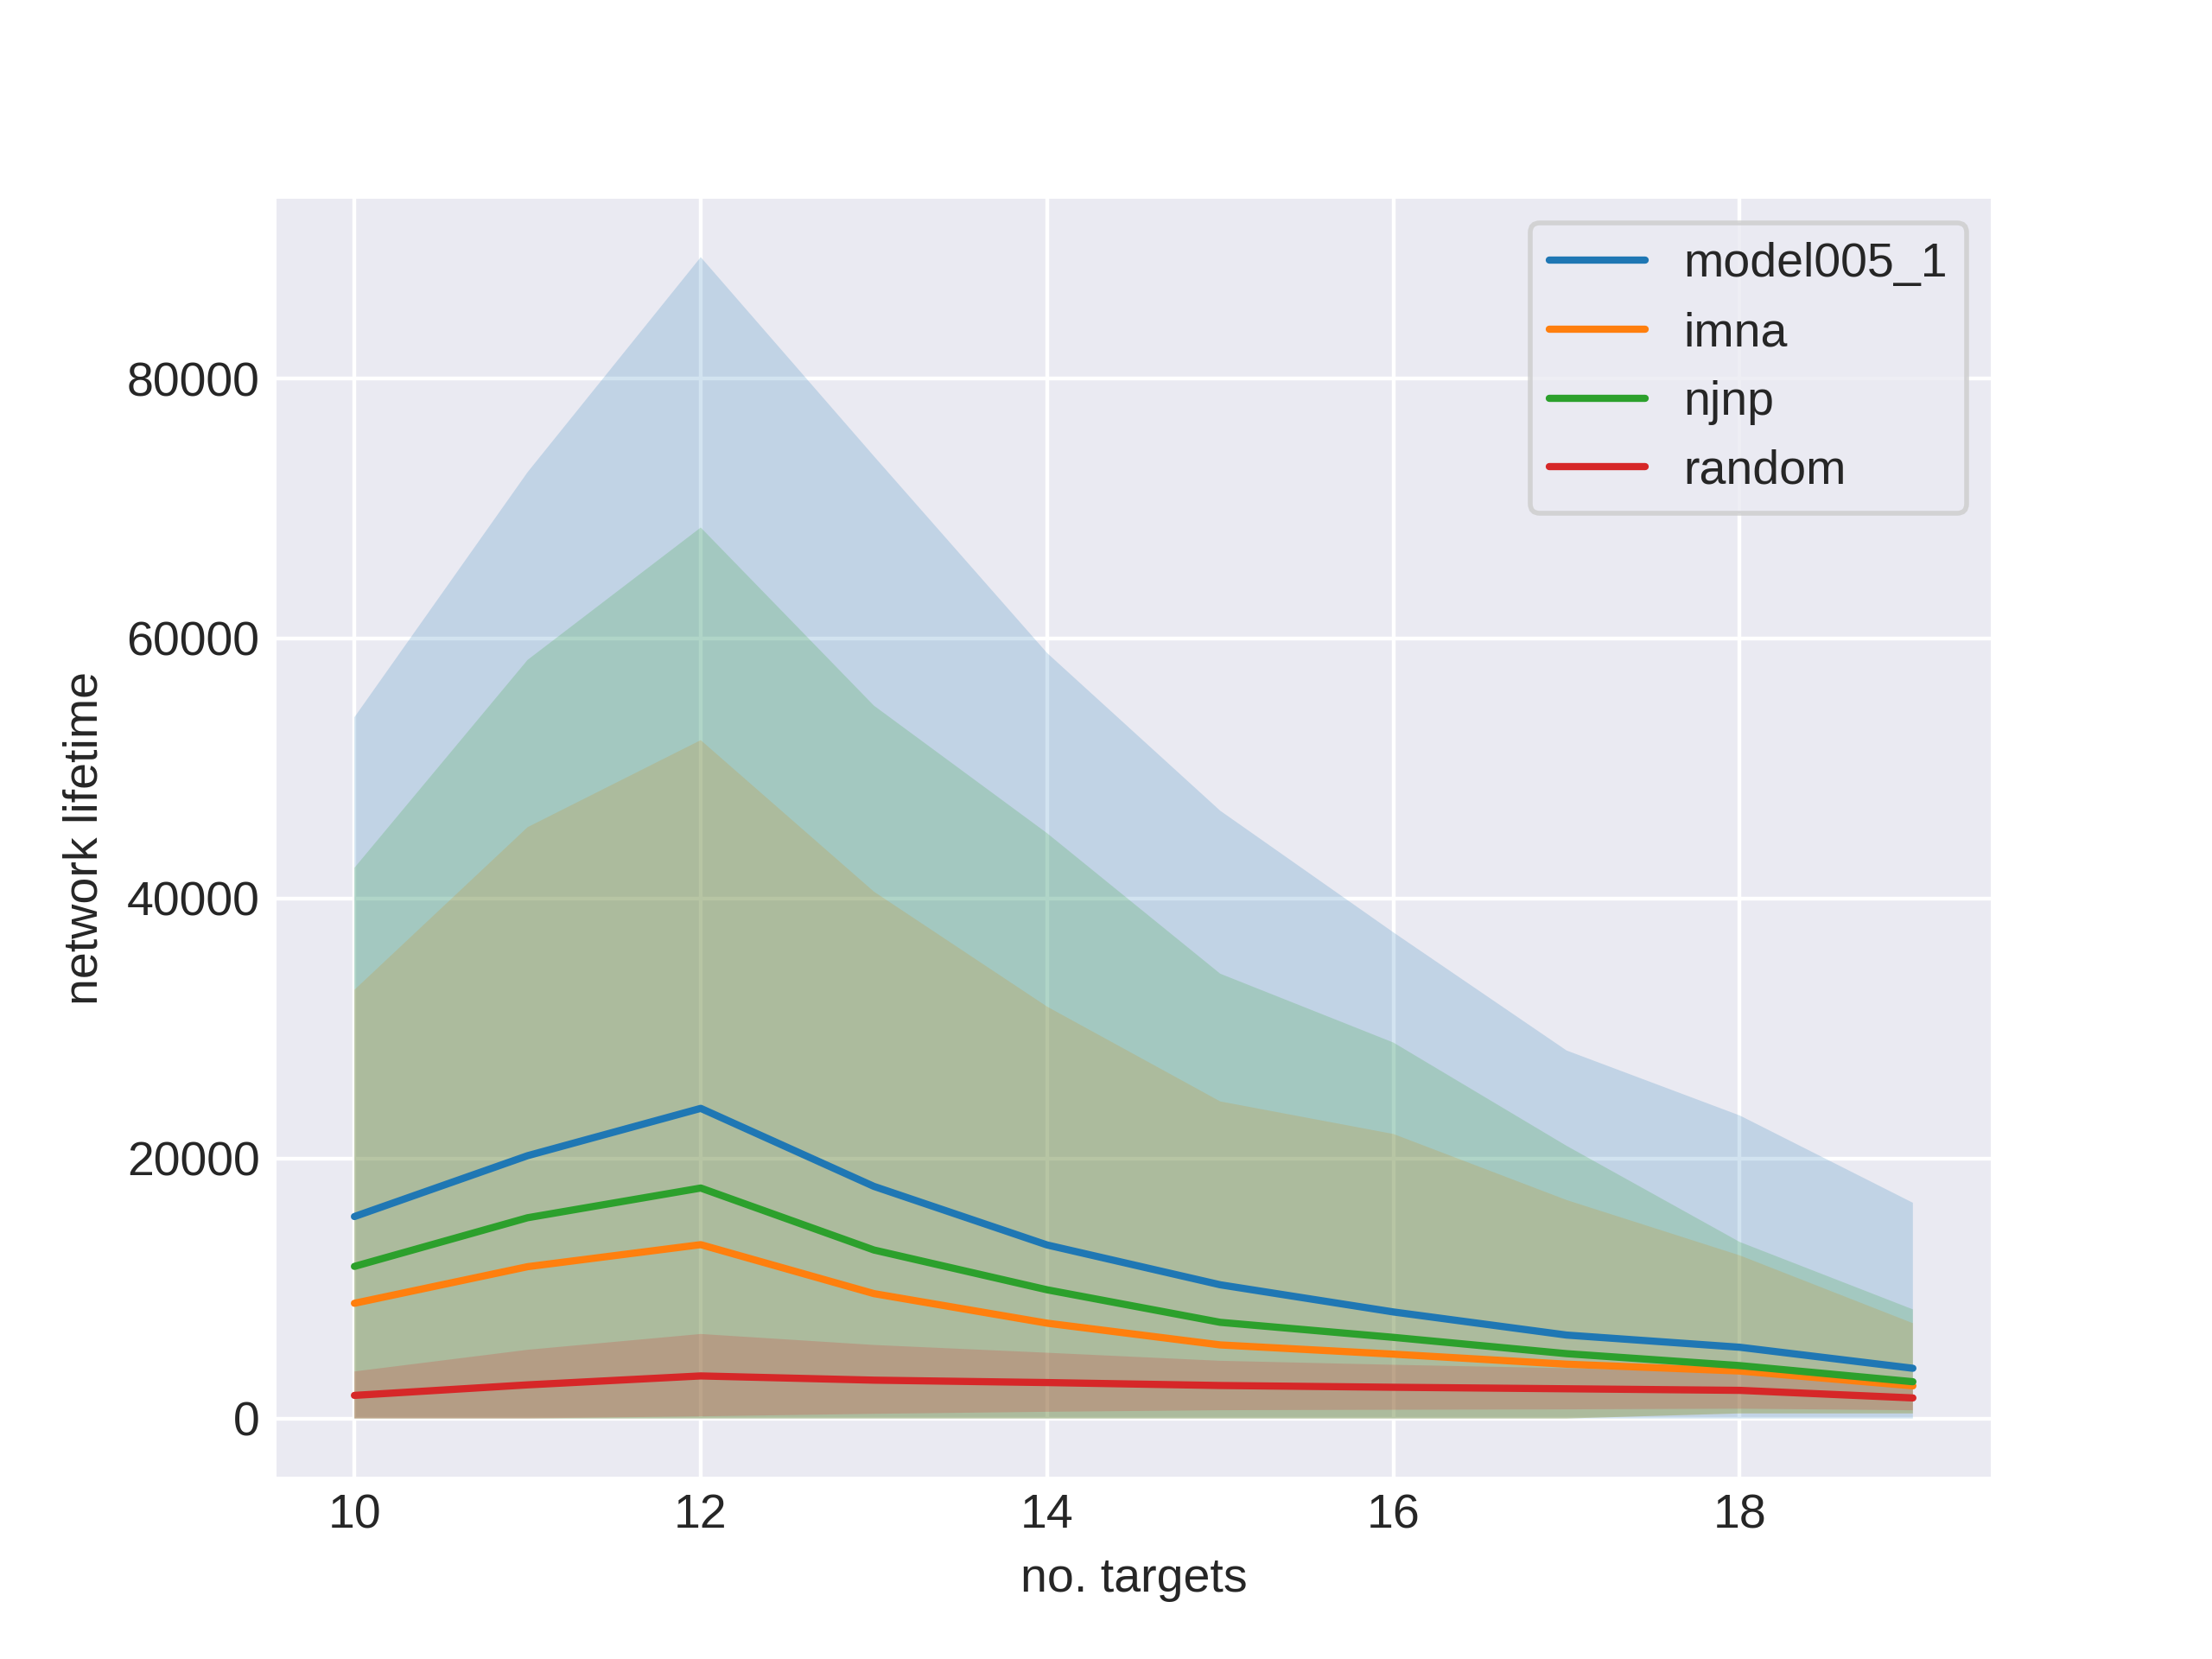 model005_1
imna
njnp
random
80000
60000
40000
20000
0
network lifetime
10 12 14 16 18
no. targets